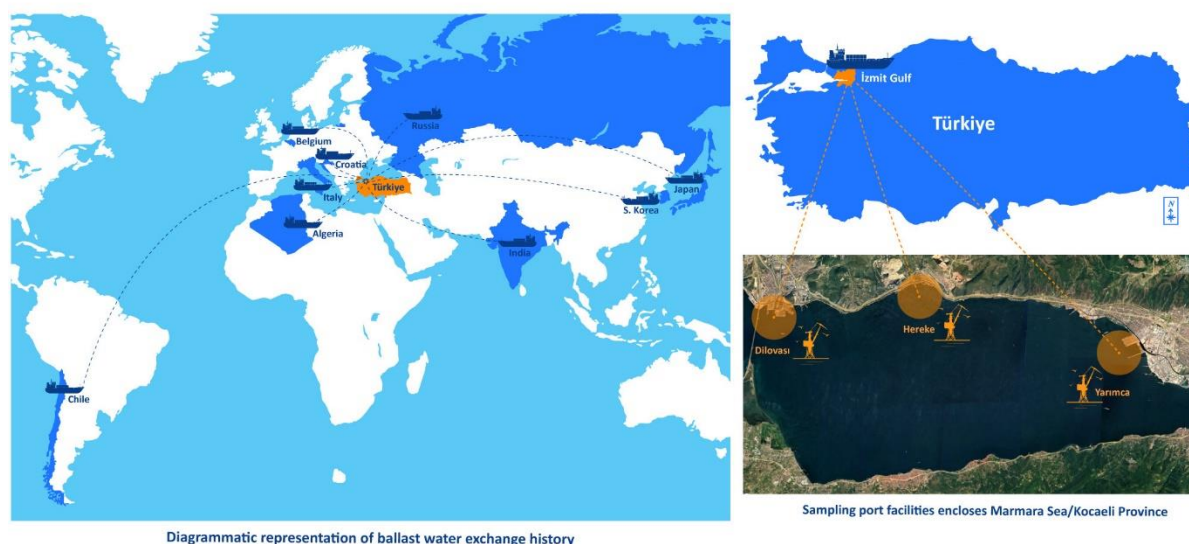 Russia
Belgium
Croatia
Türkiye
Italy
Japan
S. Korea
Algeria
India
Chile
Diagrammatic representation of ballast water exchange history
İzmit Gulf
Türkiye
N
Hereke
Dilovası
Yarımca
Sampling port facilities encloses Marmara Sea/Kocaeli Province